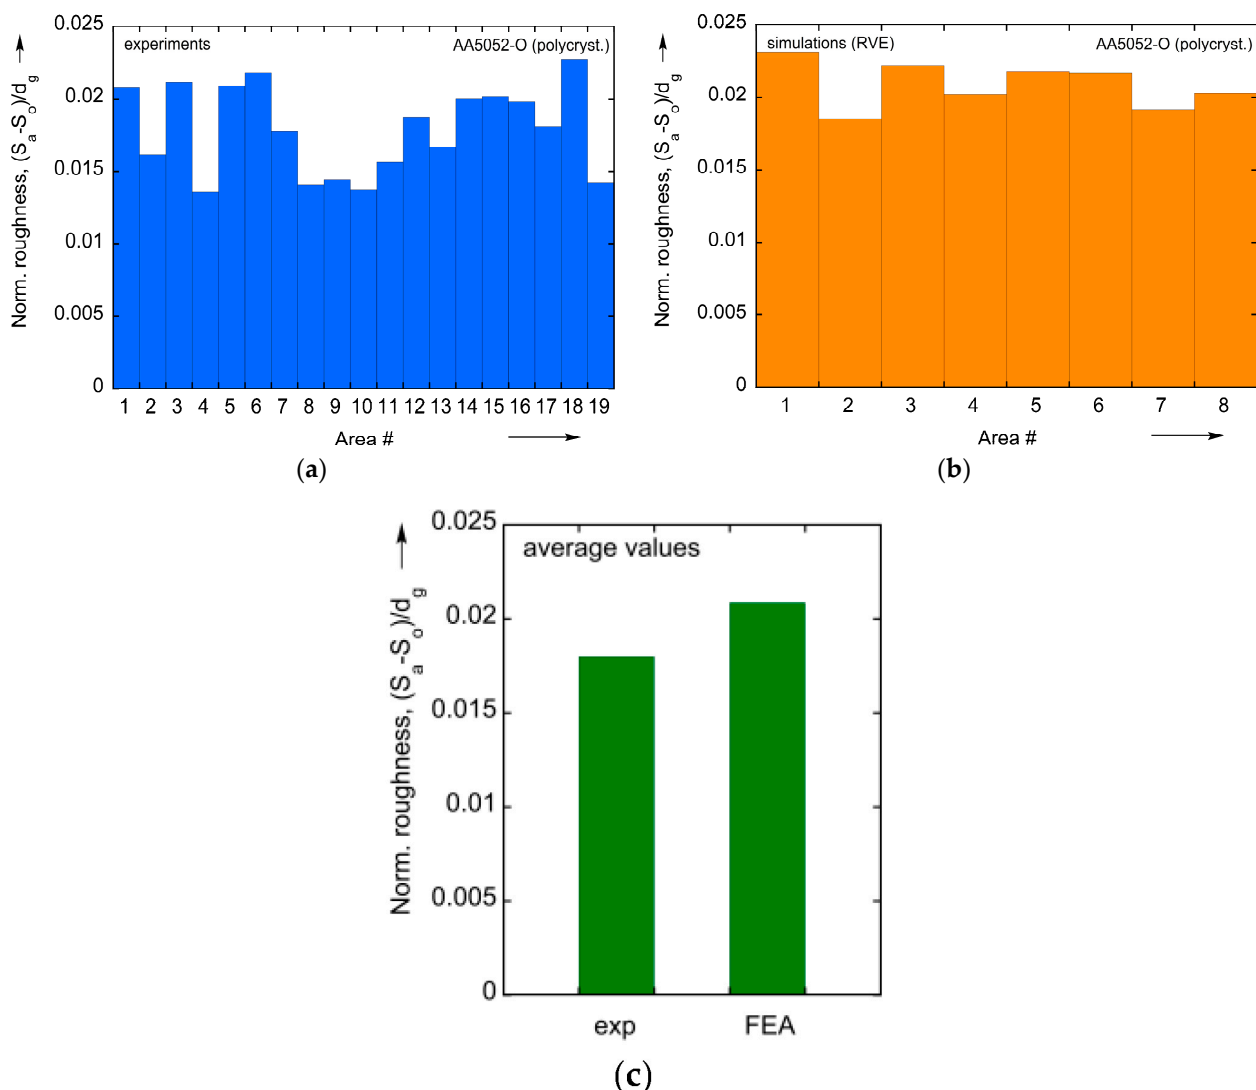 0.025
0.02
0.015
0.01
0.005
0
Norm. roughness, (S_a -S_o)/d_g
experiments
AA5052-O (polycryst.)
1 2 3 4 5 6 7 8 9 10 11 12 13 14 15 16 17 18 19
Area #
(a)
0.025
0.02
0.015
0.01
0.005
0
Norm. roughness, (S_a -S_o)/d_g
simulations (RVE)
AA5052-O (polycryst.)
1 2 3 4 5 6 7 8
Area #
(b)
0.025
0.02
0.015
0.01
0.005
0
Norm. roughness, (S_a -S_o)/d_g
average values
exp FEA
(c)